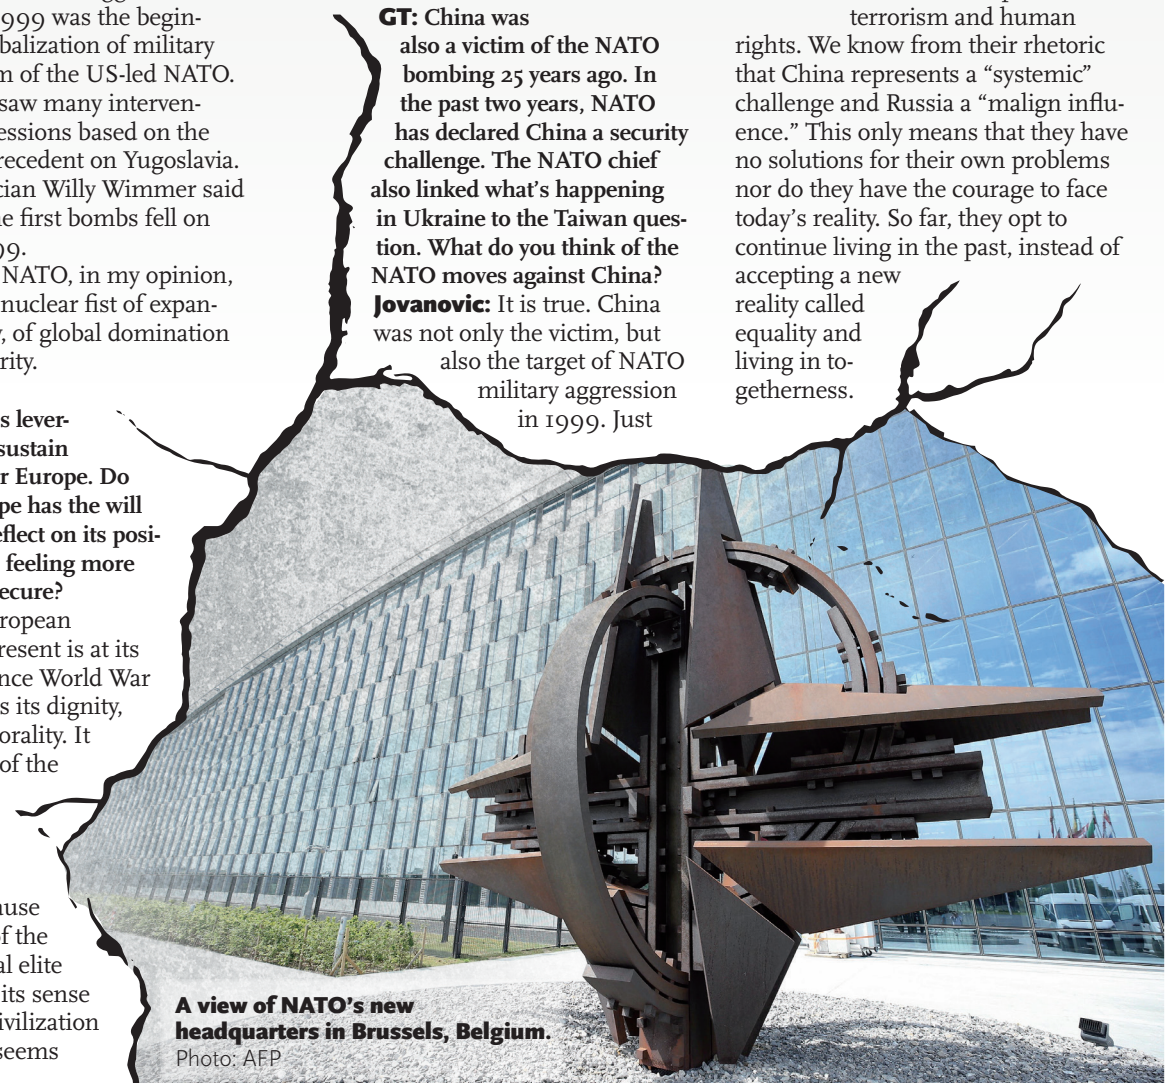 1999 was the begin-
balization of military
m of the US-led NATO.
saw many interven-
essions based on the
recedent on Yugoslavia.
cian Willy Wimmer said
e first bombs fell on
99.
NATO, in my opinion,
nuclear fist of expan-
y, of global domination
rity.
s lever-
sustain
r Europe. Do
pe has the will
eflect on its posi-
feeling more
ecure?
ropean
resent is at its
nce World War
s its dignity,
orality. It
of the
ause
of the
al elite
its sense
ivilization
seems
GT: China was
also a victim of the NATO
bombing 25 years ago. In
the past two years, NATO
has declared China a security
challenge. The NATO chief
also linked what's happening
in Ukraine to the Taiwan ques-
tion. What do you think of the
NATO moves against China?
Jovanovic: It is true. China
was not only the victim, but
also the target of NATO
military aggression
in 1999. Just
terrorism and human
rights. We know from their rhetoric
that China represents a “systemic”
challenge and Russia a “malign influ-
ence.” This only means that they have
no solutions for their own problems
nor do they have the courage to face
today's reality. So far, they opt to
continue living in the past, instead of
accepting a new
reality called
equality and
living in to-
getherness.
A view of NATO's new
headquarters in Brussels, Belgium.
Photo: AFP